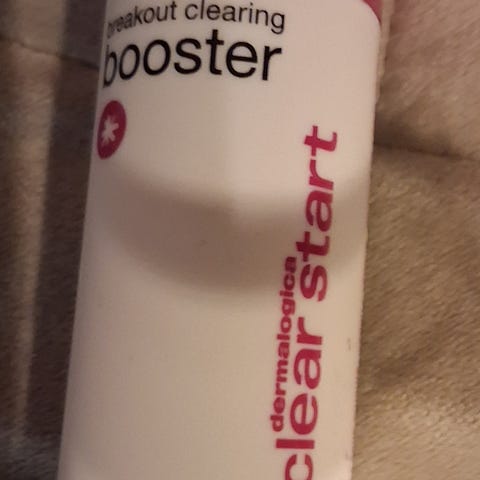 breakout clearing
booster
dermalogica
clear start